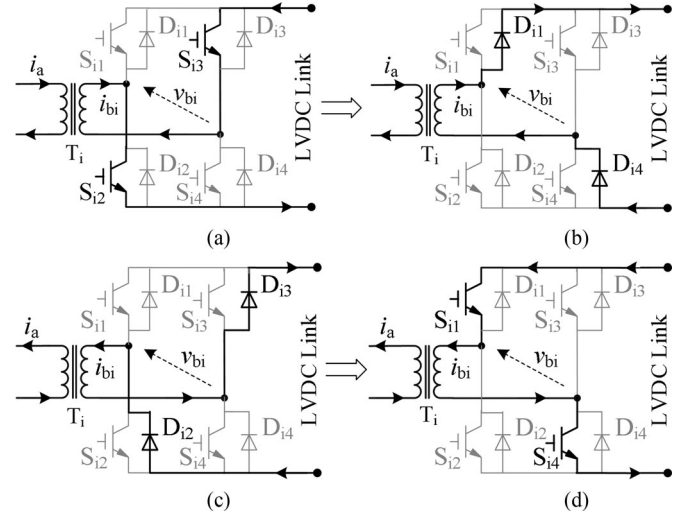 S_i1 D_i1 S_i3 D_i3
i_a i_bi v_bi
T_i
S_i2 D_i2 S_i4 D_i4
LVDC Link
(a)
S_i1 D_i1 S_i3 D_i3
i_a i_bi v_bi
T_i
S_i2 D_i2 S_i4 D_i4
LVDC Link
(b)
S_i1 D_i1 S_i3 D_i3
i_a i_bi v_bi
T_i
S_i2 D_i2 S_i4 D_i4
LVDC Link
(c)
S_i1 D_i1 S_i3 D_i3
i_a i_bi v_bi
T_i
S_i2 D_i2 S_i4 D_i4
LVDC Link
(d)